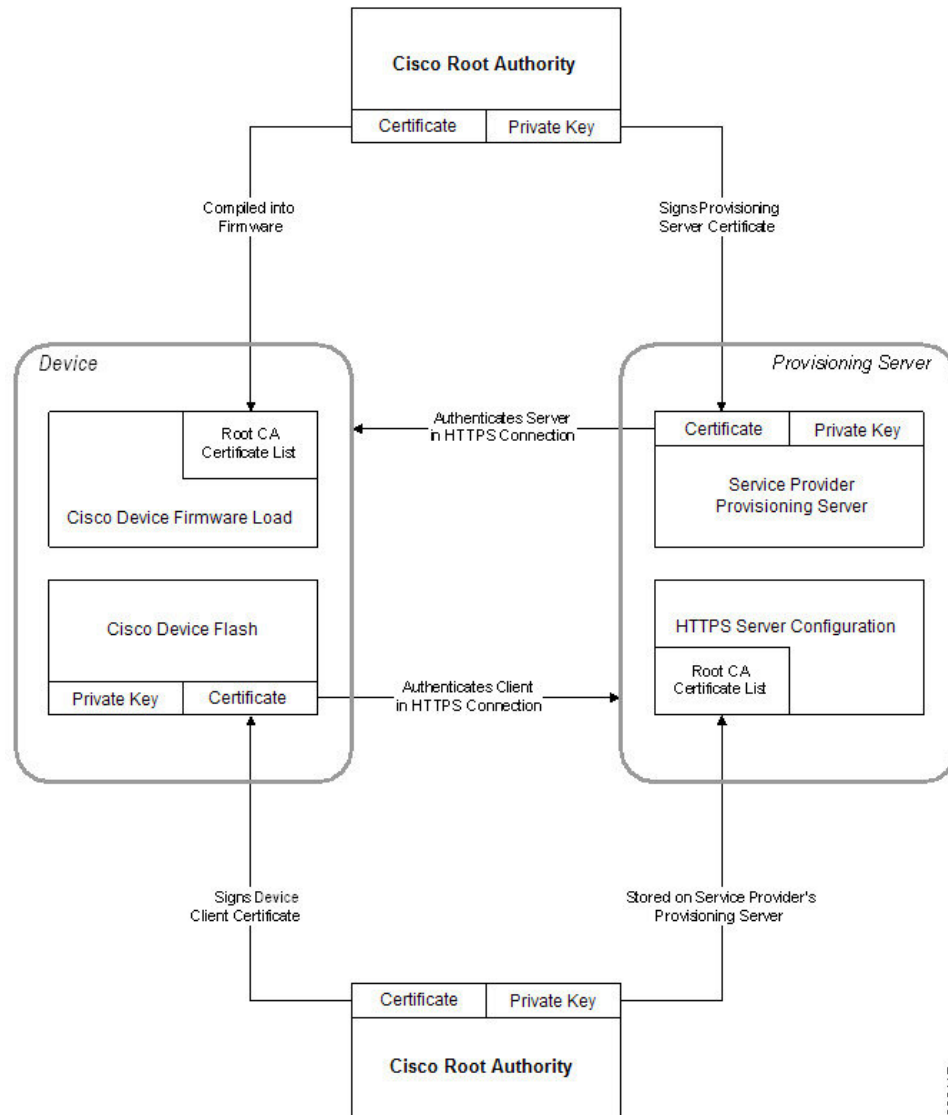 Cisco Root Authority
Certificate
Private Key
Compiled into
Firmware
Signs Provisioning
Server Certificate
Device
Provisioning Server
Root CA
Certificate List
Cisco Device Firmware Load
Authenticates Server
in HTTPS Connection
Certificate
Private Key
Service Provider
Provisioning Server
Cisco Device Flash
Private Key
Certificate
Authenticates Client
in HTTPS Connection
HTTPS Server Configuration
Root CA
Certificate List
Signs Device
Client Certificate
Stored on Service Provider's
Provisioning Server
Certificate
Private Key
Cisco Root Authority